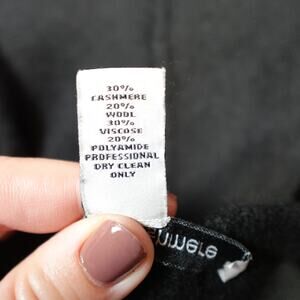 30%
CASHMERE
20%
WOOL
30%
VISCOSE
20%
POLYAMIDE
PROFESSIONAL
DRY CLEAN
ONLY